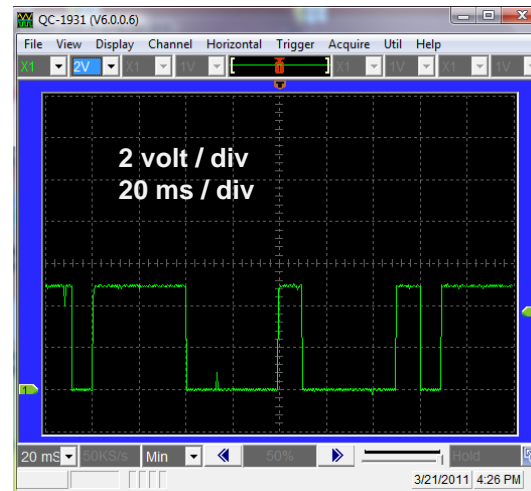 QC-1931 (V6.0.0.6)
File View Display Channel Horizontal Trigger Acquire Util Help
X1 2V X1 1V X1 1V X1 1V
2 volt / div
20 ms / div
1
20 mS 50KS/s Min 50% Hold
3/21/2011 4:26 PM